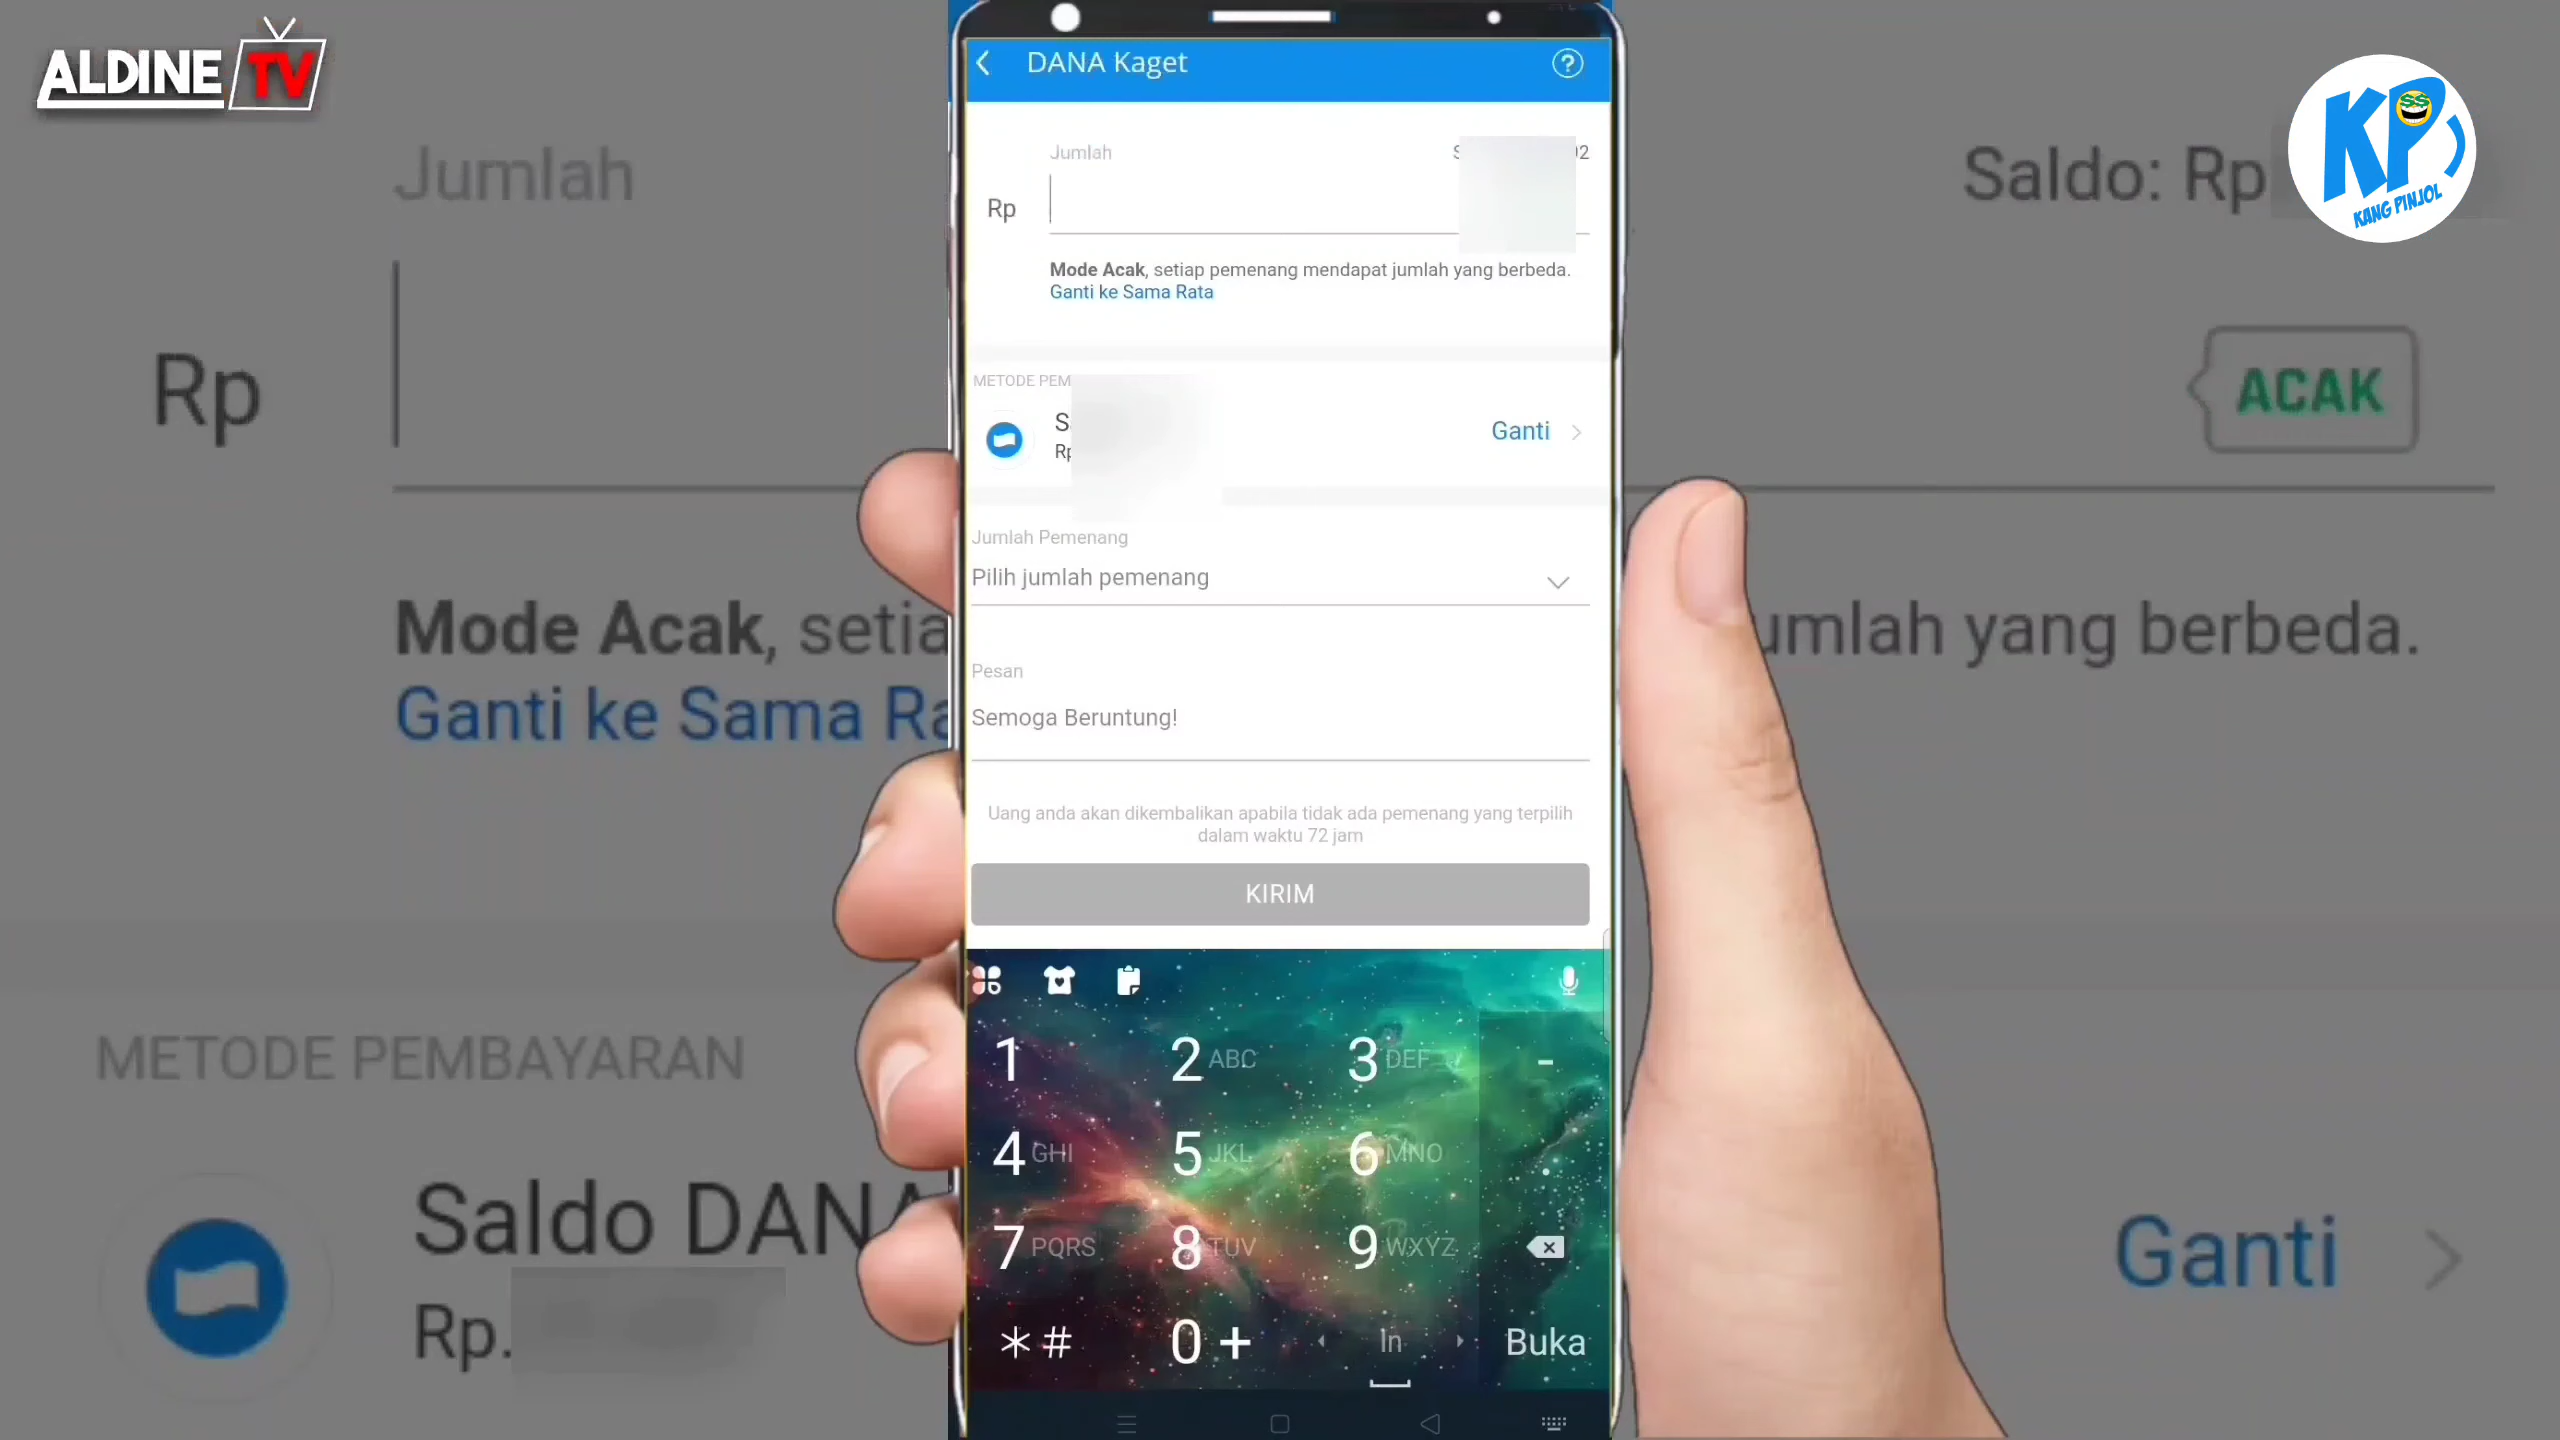 ALDINE TV
KP
KANG PINJOL
DANA Kaget
?
Jumlah
Rp
Mode Acak, setiap pemenang mendapat jumlah yang berbeda.
Ganti ke Sama Rata
METODE PEM
Rp
Ganti
Jumlah Pemenang
Pilih jumlah pemenang
Pesan
Semoga Beruntung!
Uang anda akan dikembalikan apabila tidak ada pemenang yang terpilih
dalam waktu 72 jam
KIRIM
1 2 ABC 3 DEF -
4 GHI 5 JKL 6 MNO .
7 PQRS 8 TUV 9 WXYZ
*# 0 + In Buka
Jumlah
Saldo: Rp
Rp
ACAK
Mode Acak, setia
umlah yang berbeda.
Ganti ke Sama Ra
METODE PEMBAYARAN
Saldo DANA
Rp.
Ganti